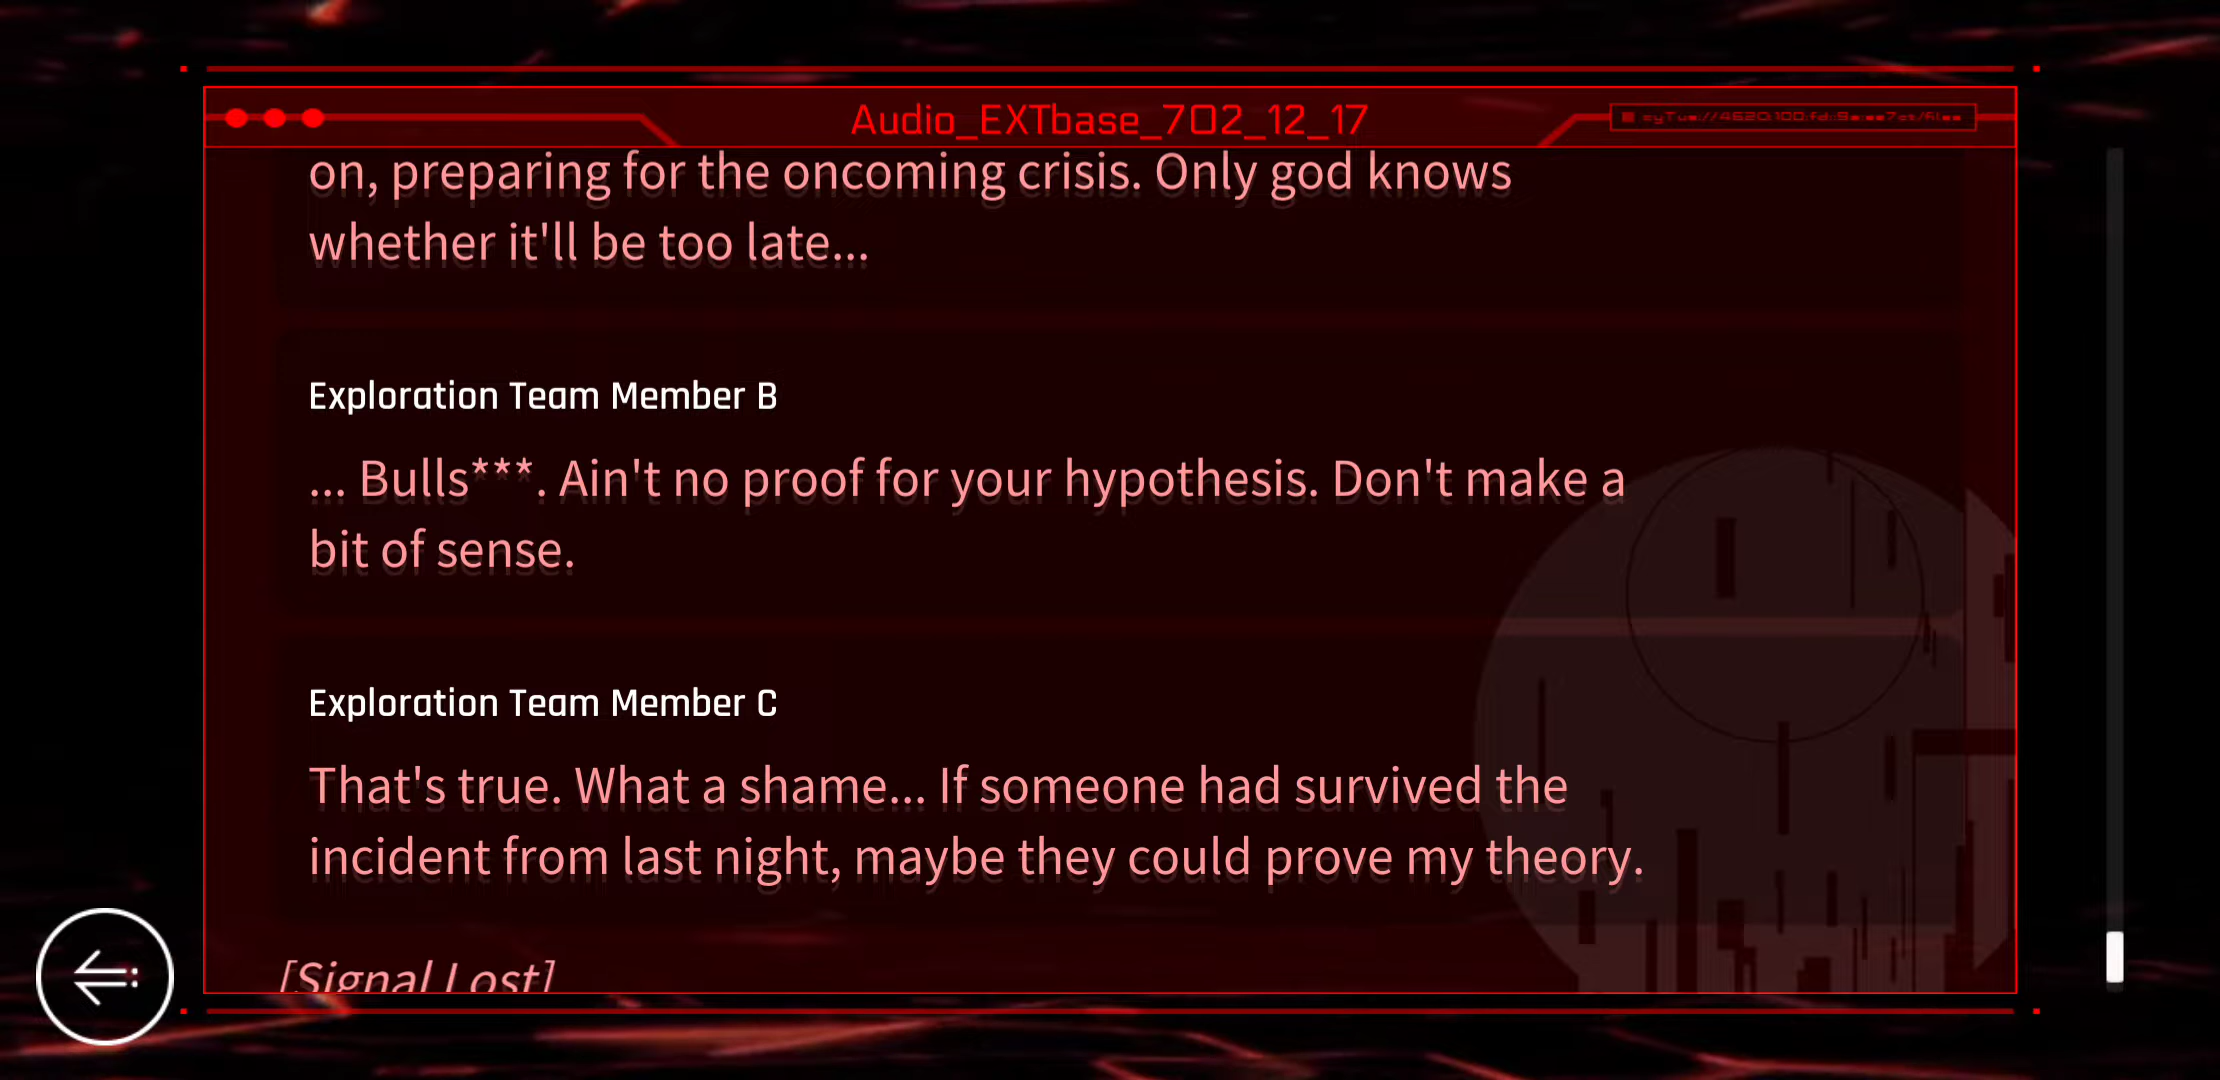 Audio_EXTbase_702_12_17
on, preparing for the oncoming crisis. Only god knows
whether it'll be too late...
Exploration Team Member B
... Bulls***. Ain't no proof for your hypothesis. Don't make a
bit of sense.
Exploration Team Member C
That's true. What a shame... If someone had survived the
incident from last night, maybe they could prove my theory.
[Signal Lost]